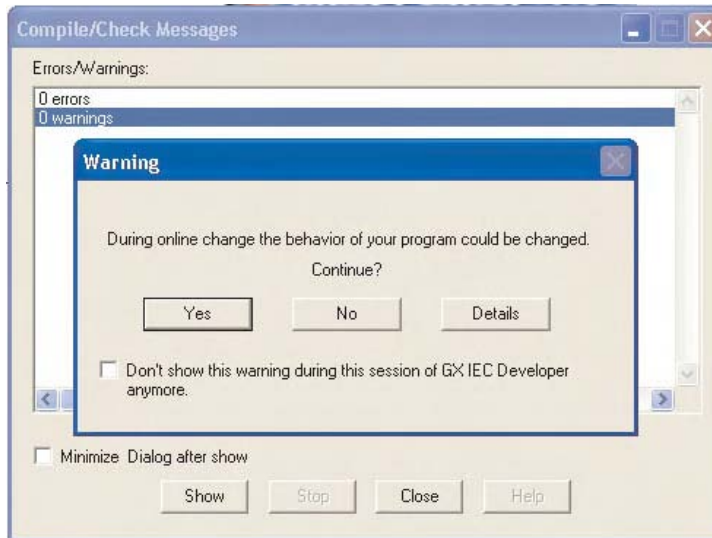 Compile/Check Messages
Errors/Warnings:
0 errors
0 warnings
Warning
During online change the behavior of your program could be changed.
Continue?
Yes
No
Details
Don't show this warning during this session of GX IEC Developer
anymore.
Minimize Dialog after show
Show
Stop
Close
Help